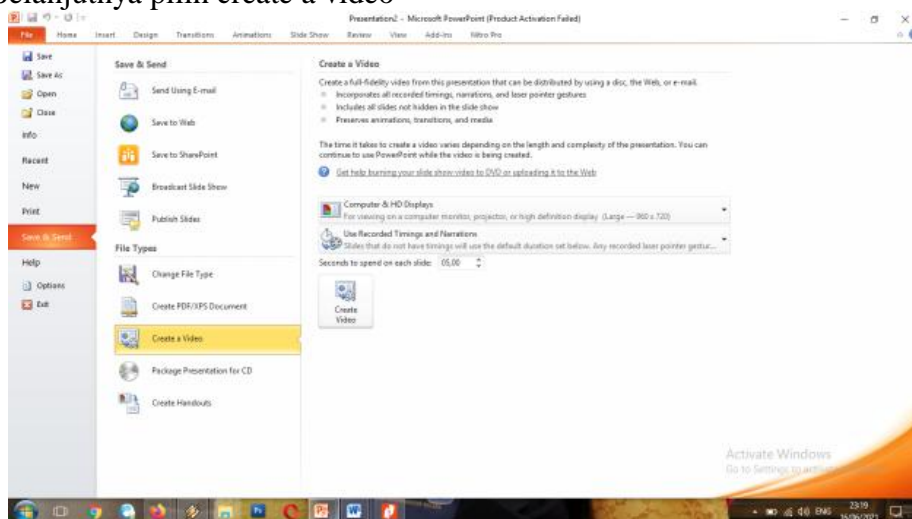 Selanjutnya pilih create a video
Presentation2 - Microsoft PowerPoint (Product Activation Failed)
File Home Insert Design Transitions Animations Slide Show Review View Add-Ins Nitro Pro
Save
Save As
Open
Close
Info
Recent
New
Print
Save & Send
Help
Options
Exit
Save & Send
Send Using E-mail
Save to Web
Save to SharePoint
Broadcast Slide Show
Publish Slides
File Types
Change File Type
Create PDF/XPS Document
Create a Video
Package Presentation for CD
Create Handouts
Create a Video
Create a full-fidelity video from this presentation that can be distributed by using a disc, the Web, or e-mail.
Incorporates all recorded timings, narrations, and laser pointer gestures
Includes all slides not hidden in the slide show
Preserves animations, transitions, and media
The time it takes to create a video varies depending on the length and complexity of the presentation. You can
continue to use PowerPoint while the video is being created.
Get help burning your slide show video to DVD or uploading it to the Web
Computer & HD Displays
For viewing on a computer monitor, projector, or high definition display (Large — 960 x 720)
Use Recorded Timings and Narrations
Slides that do not have timings will use the default duration set below. Any recorded laser pointer gestur...
Seconds to spend on each slide: 05,00
Create
Video
Activate Windows
Go to Settings to activate
ENG
23:19
16/06/2021